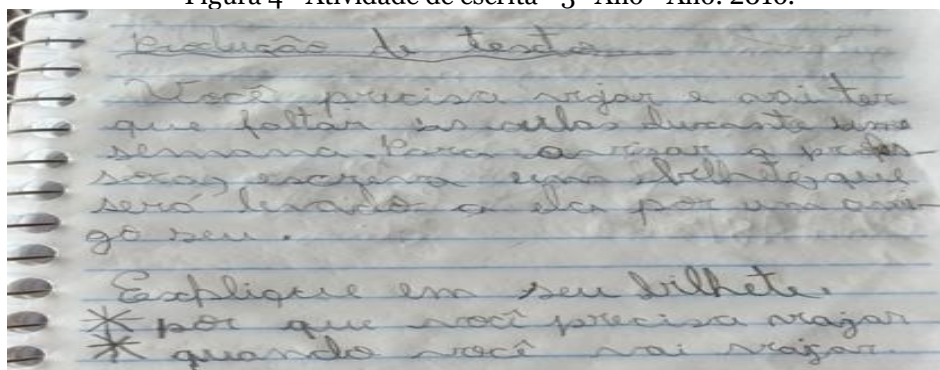 Figura 4 - Atividade de escrita - 3º Ano - Ano: 2016.
Produção de texto
Você precisa viajar e vai ter
que faltar as aulas durante uma
semana. Para avisar a profes-
sora, escreva um bilhete, que
será levado a ela por um ami-
go seu.
Explique em seu bilhete.
* por que você precisa viajar
* quando você vai viajar.